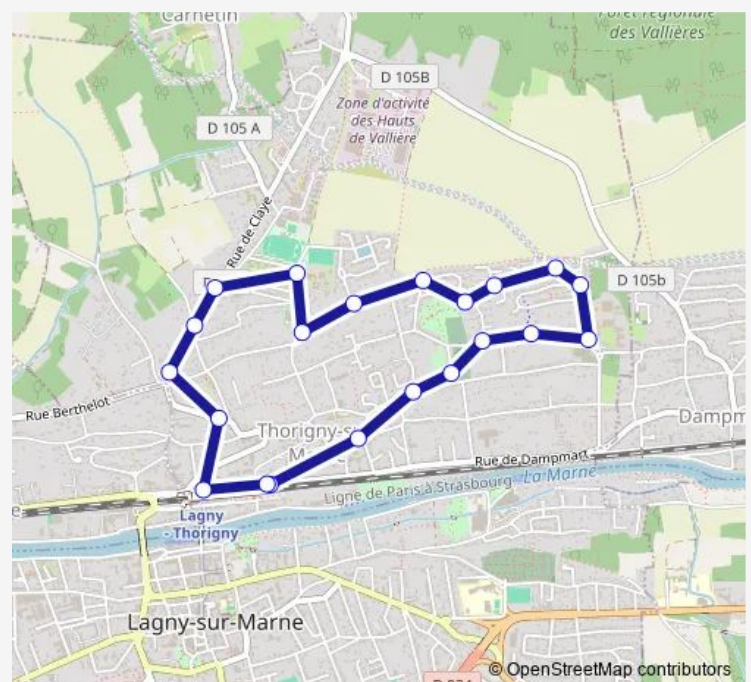 Carnetin
Forêt régionale
des Vallières
D 105B
Zone d'activité
des Hauts
de Vallière
D 105 A
Rue de Claye
D 105b
Rue Berthelot
Thorigny-s
M
Dampm
Rue de Dampmart
La Marne
Ligne de Paris à Strasbourg
Lagny
- Thorigny
Lagny-sur-Marne
© OpenStreetMap contributors